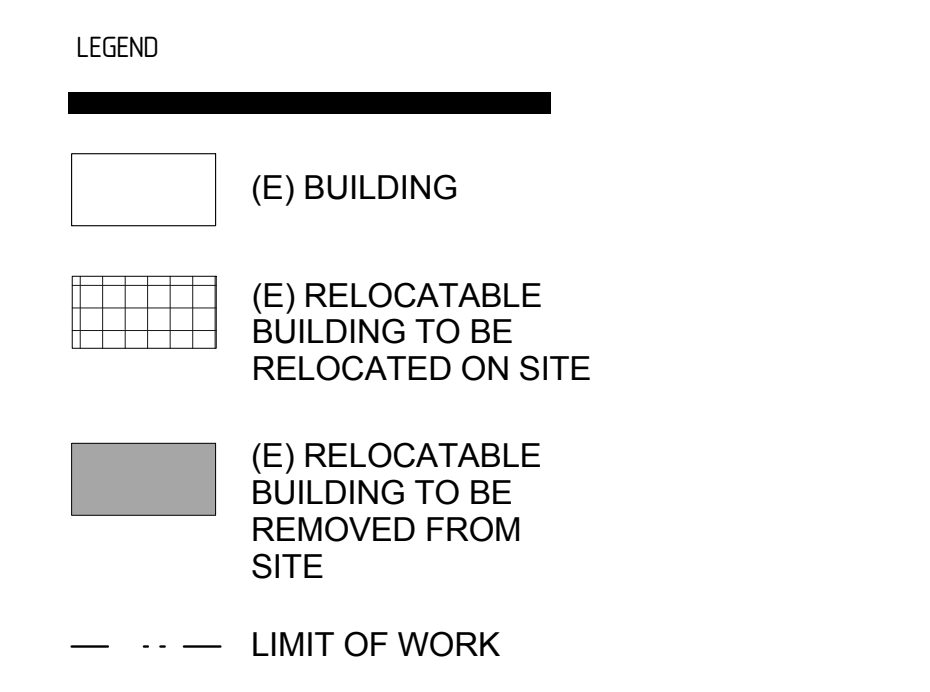 LEGEND
(E) BUILDING
(E) RELOCATABLE
BUILDING TO BE
RELOCATED ON SITE
(E) RELOCATABLE
BUILDING TO BE
REMOVED FROM
SITE
LIMIT OF WORK